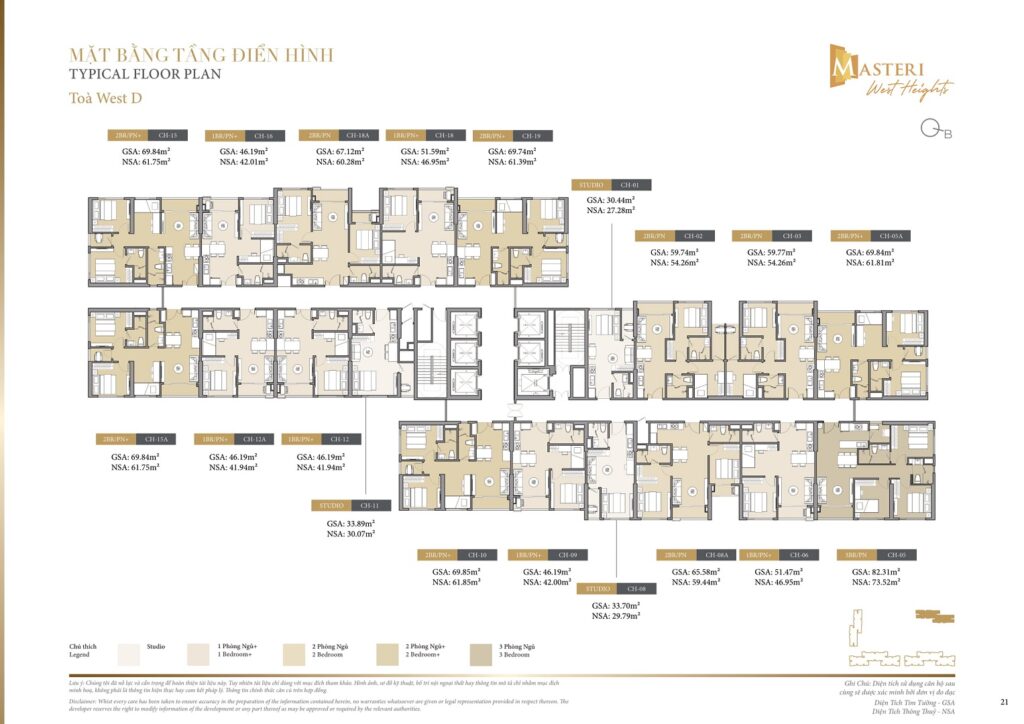 MẶT BẰNG TẦNG ĐIỂN HÌNH
TYPICAL FLOOR PLAN
Toà West D
MASTERI
West Heights
B
2BR/PN+ CH-15
GSA: 69.84m²
NSA: 61.75m²
1BR/PN+ CH-16
GSA: 46.19m²
NSA: 42.01m²
2BR/PN CH-18A
GSA: 67.12m²
NSA: 60.28m²
1BR/PN+ CH-18
GSA: 51.59m²
NSA: 46.95m²
2BR/PN+ CH-19
GSA: 69.74m²
NSA: 61.39m²
STUDIO CH-01
GSA: 30.44m²
NSA: 27.28m²
2BR/PN CH-02
GSA: 59.74m²
NSA: 54.26m²
2BR/PN CH-03
GSA: 59.77m²
NSA: 54.26m²
2BR/PN+ CH-05A
GSA: 69.84m²
NSA: 61.81m²
2BR/PN+ CH-15A
GSA: 69.84m²
NSA: 61.75m²
1BR/PN+ CH-12A
GSA: 46.19m²
NSA: 41.94m²
1BR/PN+ CH-12
GSA: 46.19m²
NSA: 41.94m²
STUDIO CH-11
GSA: 33.89m²
NSA: 30.07m²
2BR/PN+ CH-10
GSA: 69.85m²
NSA: 61.85m²
1BR/PN+ CH-09
GSA: 46.19m²
NSA: 42.00m²
STUDIO CH-08
GSA: 33.70m²
NSA: 29.79m²
2BR/PN CH-08A
GSA: 65.58m²
NSA: 59.44m²
1BR/PN+ CH-06
GSA: 51.47m²
NSA: 46.95m²
3BR/PN CH-05
GSA: 82.31m²
NSA: 73.52m²
Chú thích
Legend
Studio
1 Phòng Ngủ+
1 Bedroom+
2 Phòng Ngủ
2 Bedroom
2 Phòng Ngủ+
2 Bedroom+
3 Phòng Ngủ
3 Bedroom
Lưu ý: Chúng tôi đã nỗ lực và cẩn trọng để hoàn thiện tài liệu này. Tuy nhiên tài liệu chỉ dùng với mục đích tham khảo. Hình ảnh, sơ đồ kỹ thuật, bố trí nội ngoại thất hay thông tin mô tả chỉ nhằm mục đích
minh hoạ, không phải là thông tin hiện thực hay cam kết pháp lý. Thông tin chính thức căn cứ trên hợp đồng.
Disclaimer: Whilst every care has been taken to ensure accuracy in the preparation of the information contained herein, no warranties whatsoever are given or legal representation provided in respect thereon. The
developer reserves the right to modify information of the development or any part thereof as may be approved or required by the relevant authorities.
Ghi Chú: Diện tích sử dụng căn hộ sau
cùng sẽ được xác minh bởi đơn vị đo đạc
Diện Tích Tim Tường - GSA
Diện Tích Thông Thuỷ - NSA
21